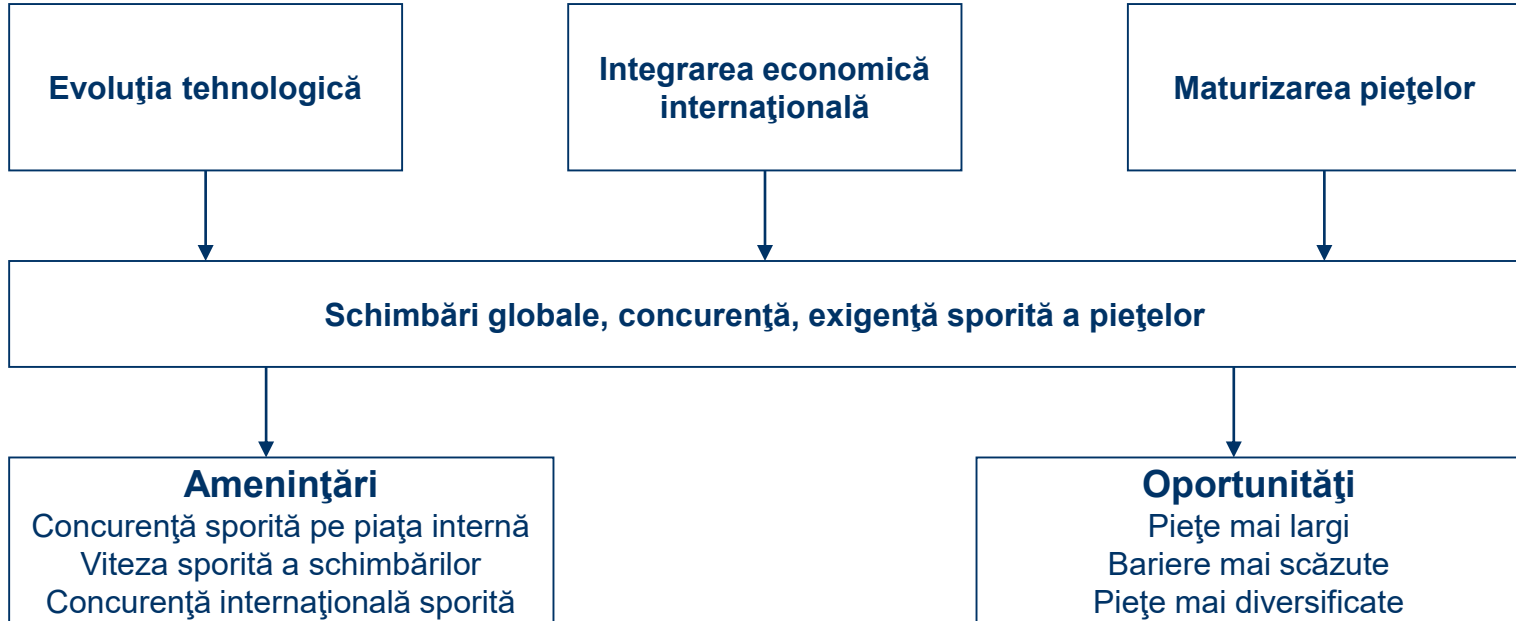 Evoluţia tehnologică
Integrarea economică
internaţională
Maturizarea pieţelor
Schimbări globale, concurenţă, exigenţă sporită a pieţelor
Ameninţări
Concurenţă sporită pe piaţa internă
Viteza sporită a schimbărilor
Concurenţă internaţională sporită
Oportunităţi
Pieţe mai largi
Bariere mai scăzute
Pieţe mai diversificate